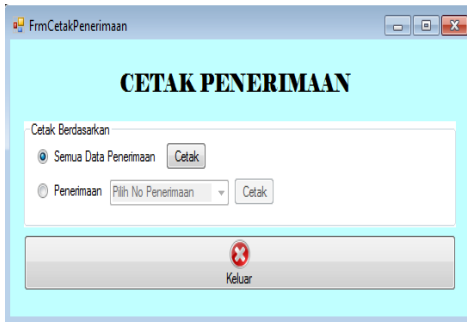 FrmCetakPenerimaan
CETAK PENERIMAAN
Cetak Berdasarkan
Semua Data Penerimaan Cetak
Penerimaan Pilih No Penerimaan Cetak
Keluar